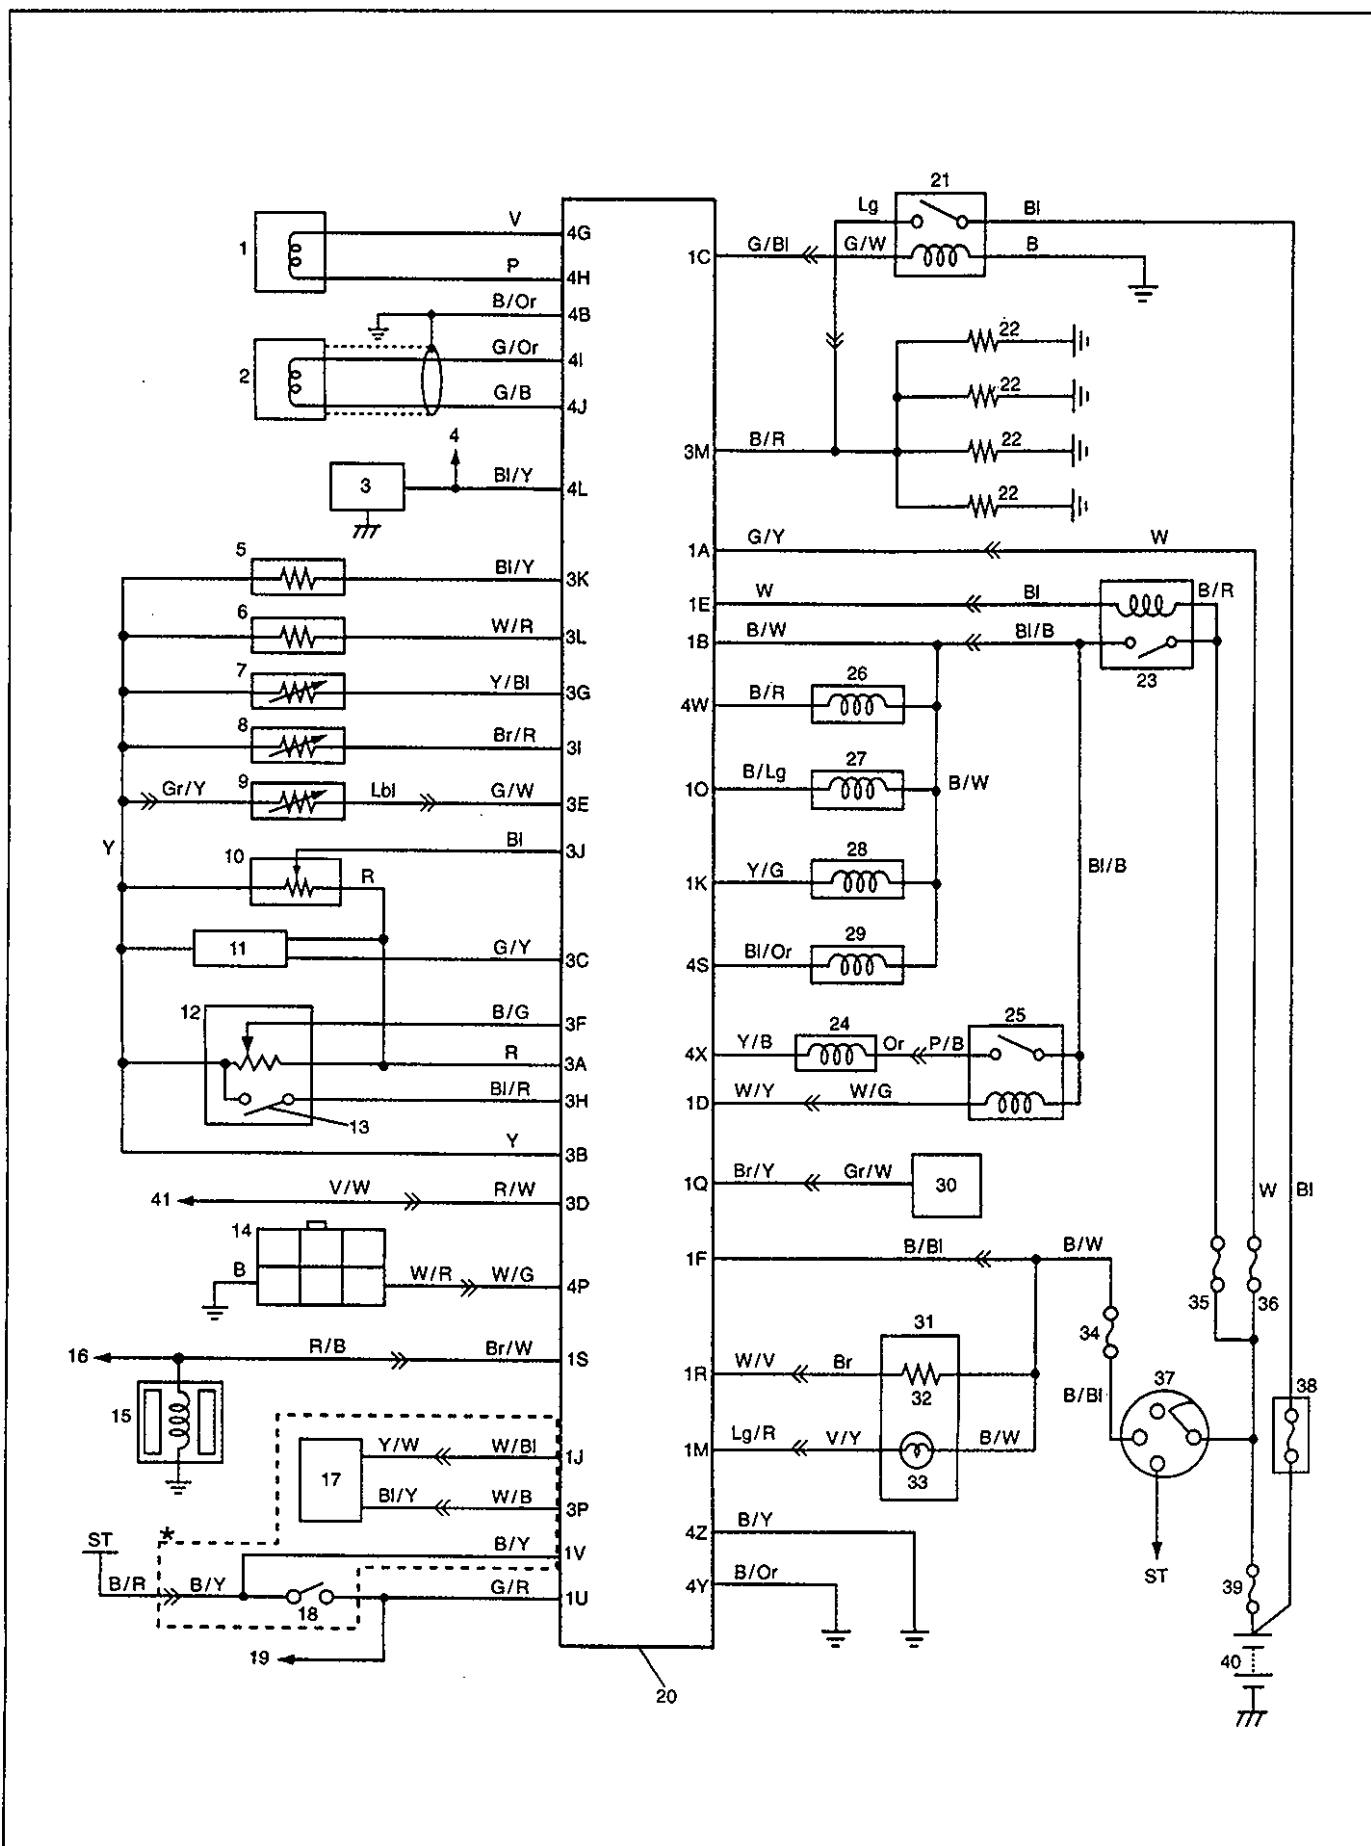 21
Lg
Bl
1
V
4G
1C
G/Bl
G/W
B
P
4H
B/Or
4B
2
G/Or
4I
22
G/B
4J
22
4
3M
B/R
22
3
Bl/Y
4L
22
1A
G/Y
W
5
Bl/Y
3K
1E
W
Bl
B/R
6
W/R
3L
1B
B/W
Bl/B
23
7
Y/Bl
3G
4W
B/R
26
8
Br/R
3I
9
Gr/Y
Lbl
G/W
3E
1O
B/Lg
27
B/W
Y
10
R
Bl
3J
1K
Y/G
28
Bl/B
11
G/Y
3C
4S
Bl/Or
29
12
B/G
3F
R
3A
4X
Y/B
24
Or
P/B
25
Bl/R
3H
1D
W/Y
W/G
13
Y
3B
1Q
Br/Y
Gr/W
30
W
Bl
41
V/W
R/W
3D
14
B
W/R
W/G
4P
1F
B/Bl
B/W
35
36
34
16
R/B
Br/W
1S
31
1R
W/V
Br
32
B/Bl
37
38
15
17
Y/W
W/Bl
1J
1M
Lg/R
V/Y
33
B/W
Bl/Y
W/B
3P
ST
*
B/Y
1V
4Z
B/Y
B/R
B/Y
18
G/R
1U
4Y
B/Or
ST
39
19
20
40